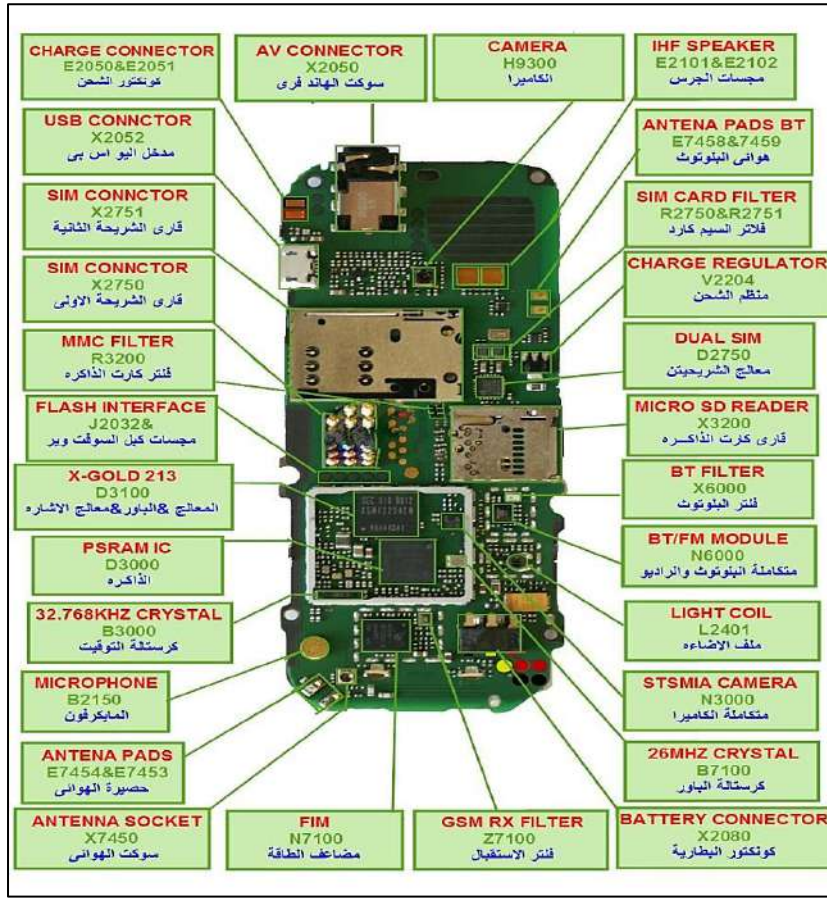 CHARGE CONNECTOR
E2050&E2051
كونكتور الشحن
AV CONNECTOR
X2050
سوكت الهاند فرى
CAMERA
H9300
الكاميرا
IHF SPEAKER
E2101&E2102
مجسات الجرس
USB CONNCTOR
X2052
مدخل اليو اس بى
ANTENA PADS BT
E7458&7459
هوائى البلوتوث
SIM CONNCTOR
X2751
قارى الشريحة الثانية
SIM CARD FILTER
R2750&R2751
فلاتر السيم كارد
SIM CONNCTOR
X2750
قارى الشريحة الاولى
CHARGE REGULATOR
V2204
منظم الشحن
MMC FILTER
R3200
فلتر كارت الذاكره
DUAL SIM
D2750
معالج الشريحيتن
FLASH INTERFACE
J2032&
مجسات كبل السوفت وير
MICRO SD READER
X3200
قارى كارت الذاكـــره
X-GOLD 213
D3100
المعالج &الباور&معالج الاشاره
BT FILTER
X6000
فلتر البلوتوث
PSRAM IC
D3000
الذاكره
BT/FM MODULE
N6000
متكاملة البلوتوث والراديو
32.768KHZ CRYSTAL
B3000
كرستالة التوقيت
LIGHT COIL
L2401
ملف الاضاءه
MICROPHONE
B2150
المايكرفون
STSMIA CAMERA
N3000
متكاملة الكاميرا
ANTENA PADS
E7454&E7453
حصيرة الهوائى
26MHZ CRYSTAL
B7100
كرستالة الباور
ANTENNA SOCKET
X7450
سوكت الهوائى
FIM
N7100
مضاعف الطاقة
GSM RX FILTER
Z7100
فلتر الاستقبال
BATTERY CONNECTOR
X2080
كونكتور البطارية